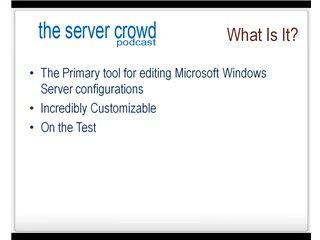 the server crowd
podcast
What Is It?
• The Primary tool for editing Microsoft Windows
Server configurations
• Incredibly Customizable
• On the Test